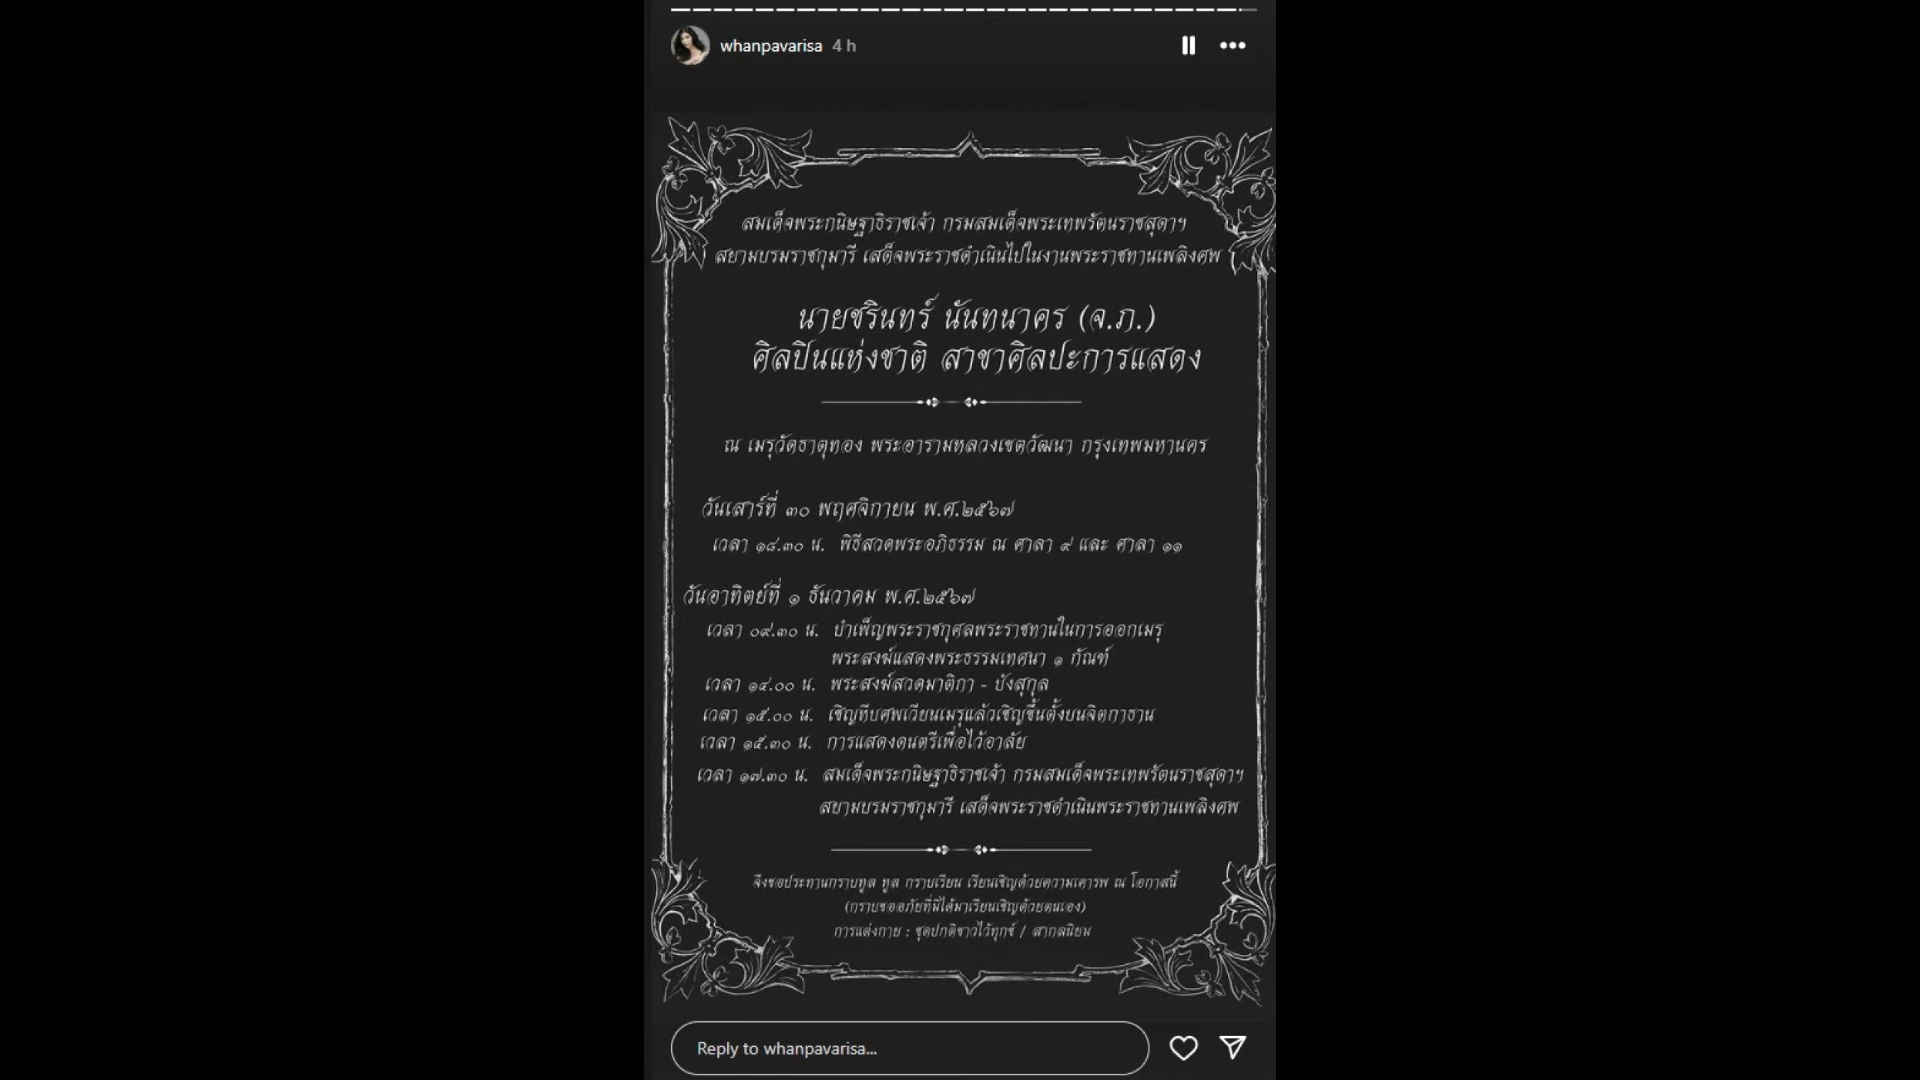 whanpavarisa 4 h
สมเด็จพระกนิษฐาธิราชเจ้า กรมสมเด็จพระเทพรัตนราชสุดาฯ
สยามบรมราชกุมารี เสด็จพระราชดำเนินไปในงานพระราชทานเพลิงศพ
นายชรินทร์ นันทนาคร (จ.ภ.)
ศิลปินแห่งชาติ สาขาศิลปะการแสดง
ณ เมรุวัดธาตุทอง พระอารามหลวงเขตวัฒนา กรุงเทพมหานคร
วันเสาร์ที่ ๓๐ พฤศจิกายน พ.ศ.๒๕๖๗
เวลา ๑๘.๓๐ น. พิธีสวดพระอภิธรรม ณ ศาลา ๙ และ ศาลา ๑๑
วันอาทิตย์ที่ ๑ ธันวาคม พ.ศ.๒๕๖๗
เวลา ๐๙.๓๐ น. บำเพ็ญพระราชกุศลพระราชทานในการออกเมรุ
พระสงฆ์แสดงพระธรรมเทศนา ๑ กัณฑ์
เวลา ๑๔.๐๐ น. พระสงฆ์สวดมาติกา - บังสุกุล
เวลา ๑๕.๐๐ น. เชิญหีบศพเวียนเมรุแล้วเชิญขึ้นตั้งบนจิตกาธาน
เวลา ๑๕.๓๐ น. การแสดงดนตรีเพื่อไว้อาลัย
เวลา ๑๗.๓๐ น. สมเด็จพระกนิษฐาธิราชเจ้า กรมสมเด็จพระเทพรัตนราชสุดาฯ
สยามบรมราชกุมารี เสด็จพระราชดำเนินพระราชทานเพลิงศพ
จึงขอประทานกราบทูล ทูล กราบเรียน เรียนเชิญด้วยความเคารพ ณ โอกาสนี้
(กราบขออภัยที่มิได้มาเรียนเชิญด้วยตนเอง)
การแต่งกาย : ชุดปกติขาวไว้ทุกข์ / สากลนิยม
Reply to whanpavarisa...